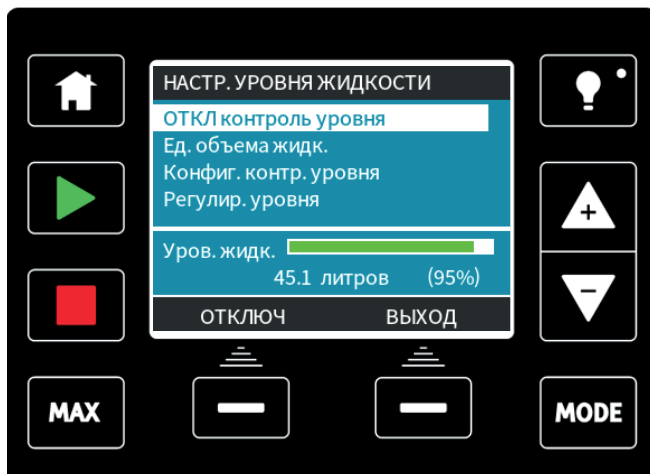 НАСТР. УРОВНЯ ЖИДКОСТИ
ОТКЛ контроль уровня
Ед. объема жидк.
Конфиг. контр. уровня
Регулир. уровня
Уров. жидк.
45.1 литров (95%)
ОТКЛЮЧ ВЫХОД
MAX MODE